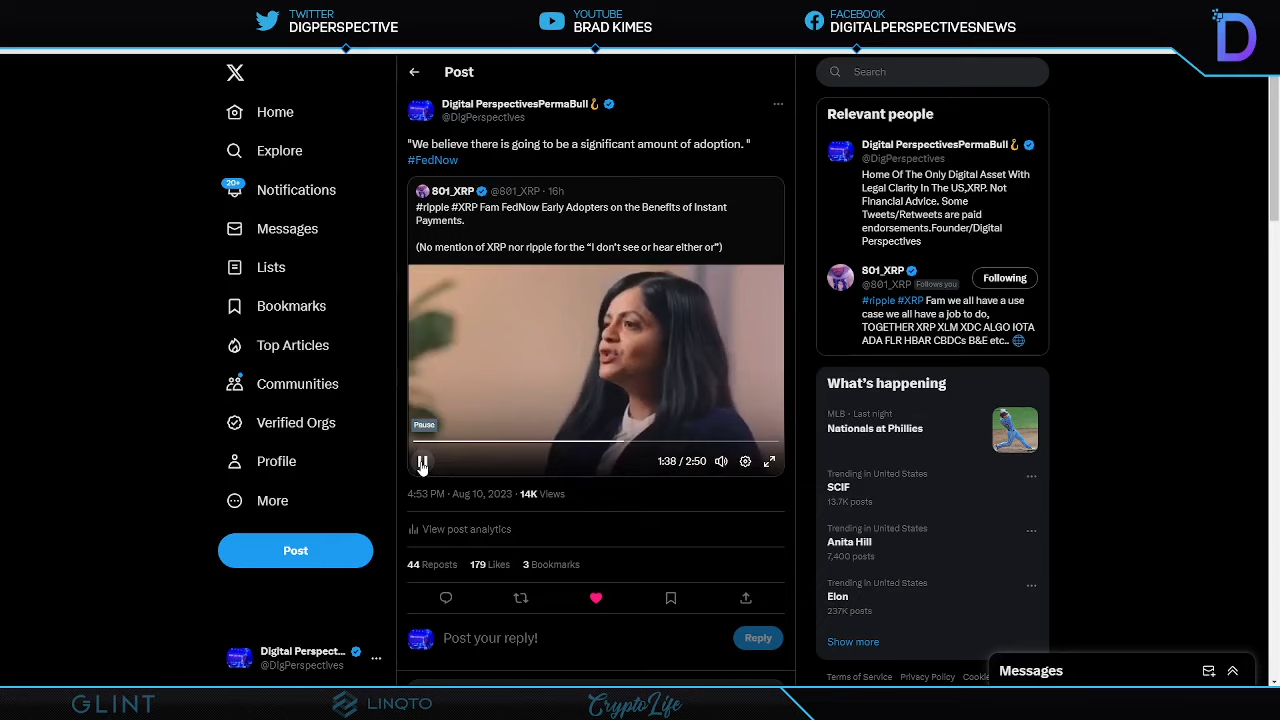 TWITTER
DIGPERSPECTIVE
YOUTUBE
BRAD KIMES
FACEBOOK
DIGITALPERSPECTIVESNEWS
D
X
Home
Explore
20+
Notifications
Messages
Lists
Bookmarks
Top Articles
Communities
Verified Orgs
Profile
More
Post
Digital Perspect...
@DigPerspectives
Post
Digital PerspectivesPermaBull
@DigPerspectives
"We believe there is going to be a significant amount of adoption. "
#FedNow
801_XRP @801_XRP · 16h
#ripple #XRP Fam FedNow Early Adopters on the Benefits of Instant
Payments.
(No mention of XRP nor ripple for the “I don't see or hear either or”)
Pause
1:38 / 2:50
4:53 PM · Aug 10, 2023 · 14K Views
View post analytics
44 Reposts 179 Likes 3 Bookmarks
Post your reply!
Reply
Search
Relevant people
Digital PerspectivesPermaBull
@DigPerspectives
Home Of The Only Digital Asset With
Legal Clarity In The US,XRP. Not
Financial Advice. Some
Tweets/Retweets are paid
endorsements.Founder/Digital
Perspectives
801_XRP
@801_XRP Follows you
Following
#ripple #XRP Fam we all have a use
case we all have a job to do,
TOGETHER XRP XLM XDC ALGO IOTA
ADA FLR HBAR CBDCs B&E etc..
What's happening
MLB · Last night
Nationals at Phillies
Trending in United States
SCIF
13.7K posts
Trending in United States
Anita Hill
7,400 posts
Trending in United States
Elon
237K posts
Show more
Terms of Service Privacy Policy Cookie
Messages
GLINT
LINQTO
CryptoLife